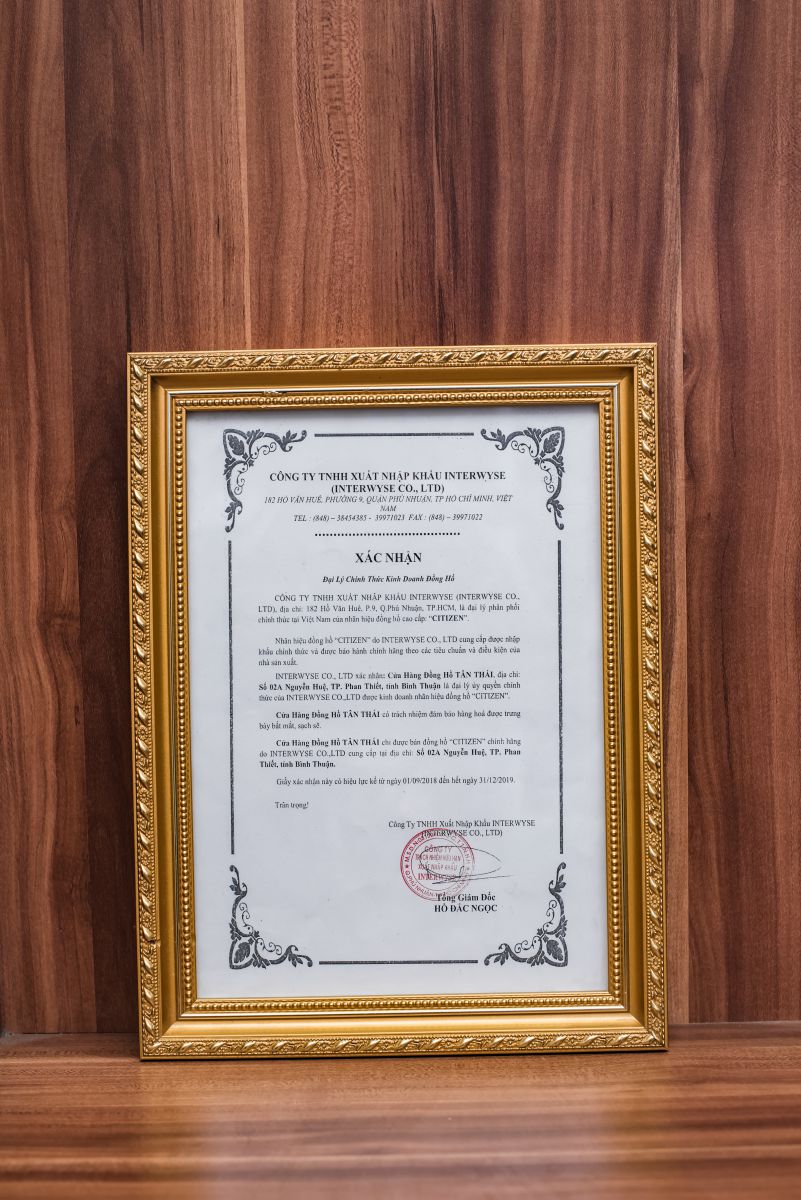 CÔNG TY TNHH XUẤT NHẬP KHẨU INTERWYSE
(INTERWYSE CO., LTD)
182 HỒ VĂN HUÊ, PHƯỜNG 9, QUẬN PHÚ NHUẬN, TP HỒ CHÍ MINH, VIỆT
NAM
TEL : (848) – 38454385 - 39971023 FAX : (848) – 39971022
XÁC NHẬN
Đại Lý Chính Thức Kinh Doanh Đồng Hồ
CÔNG TY TNHH XUẤT NHẬP KHẨU INTERWYSE (INTERWYSE CO.,
LTD), địa chỉ: 182 Hồ Văn Huê, P.9, Q.Phú Nhuận, TP.HCM, là đại lý phân phối
chính thức tại Việt Nam của nhãn hiệu đồng hồ cao cấp: “CITIZEN”.
Nhãn hiệu đồng hồ “CITIZEN” do INTERWYSE CO., LTD cung cấp được nhập
khẩu chính thức và được bảo hành chính hãng theo các tiêu chuẩn và điều kiện của
nhà sản xuất.
INTERWYSE CO., LTD xác nhận: Cửa Hàng Đồng Hồ TÂN THÁI, địa chỉ:
Số 02A Nguyễn Huệ, TP. Phan Thiết, tỉnh Bình Thuận là đại lý ủy quyền chính
thức của INTERWYSE CO.,LTD được kinh doanh nhãn hiệu đồng hồ “CITIZEN”.
Cửa Hàng Đồng Hồ TÂN THÁI có trách nhiệm đảm bảo hàng hoá được trưng
bày bắt mắt, sạch sẽ.
Cửa Hàng Đồng Hồ TÂN THÁI chỉ được bán đồng hồ “CITIZEN” chính hãng
do INTERWYSE CO.,LTD cung cấp tại địa chỉ: Số 02A Nguyễn Huệ, TP. Phan
Thiết, tỉnh Bình Thuận.
Giấy xác nhận này có hiệu lực kể từ ngày 01/09/2018 đến hết ngày 31/12/2019.
Trân trọng!
Công Ty TNHH Xuất Nhập Khẩu INTERWYSE
(INTERWYSE CO., LTD)
CÔNG TY
TRÁCH NHIỆM HỮU HẠN
XUẤT NHẬP KHẨU
INTERWYSE
Tổng Giám Đốc
HỒ ĐẮC NGỌC